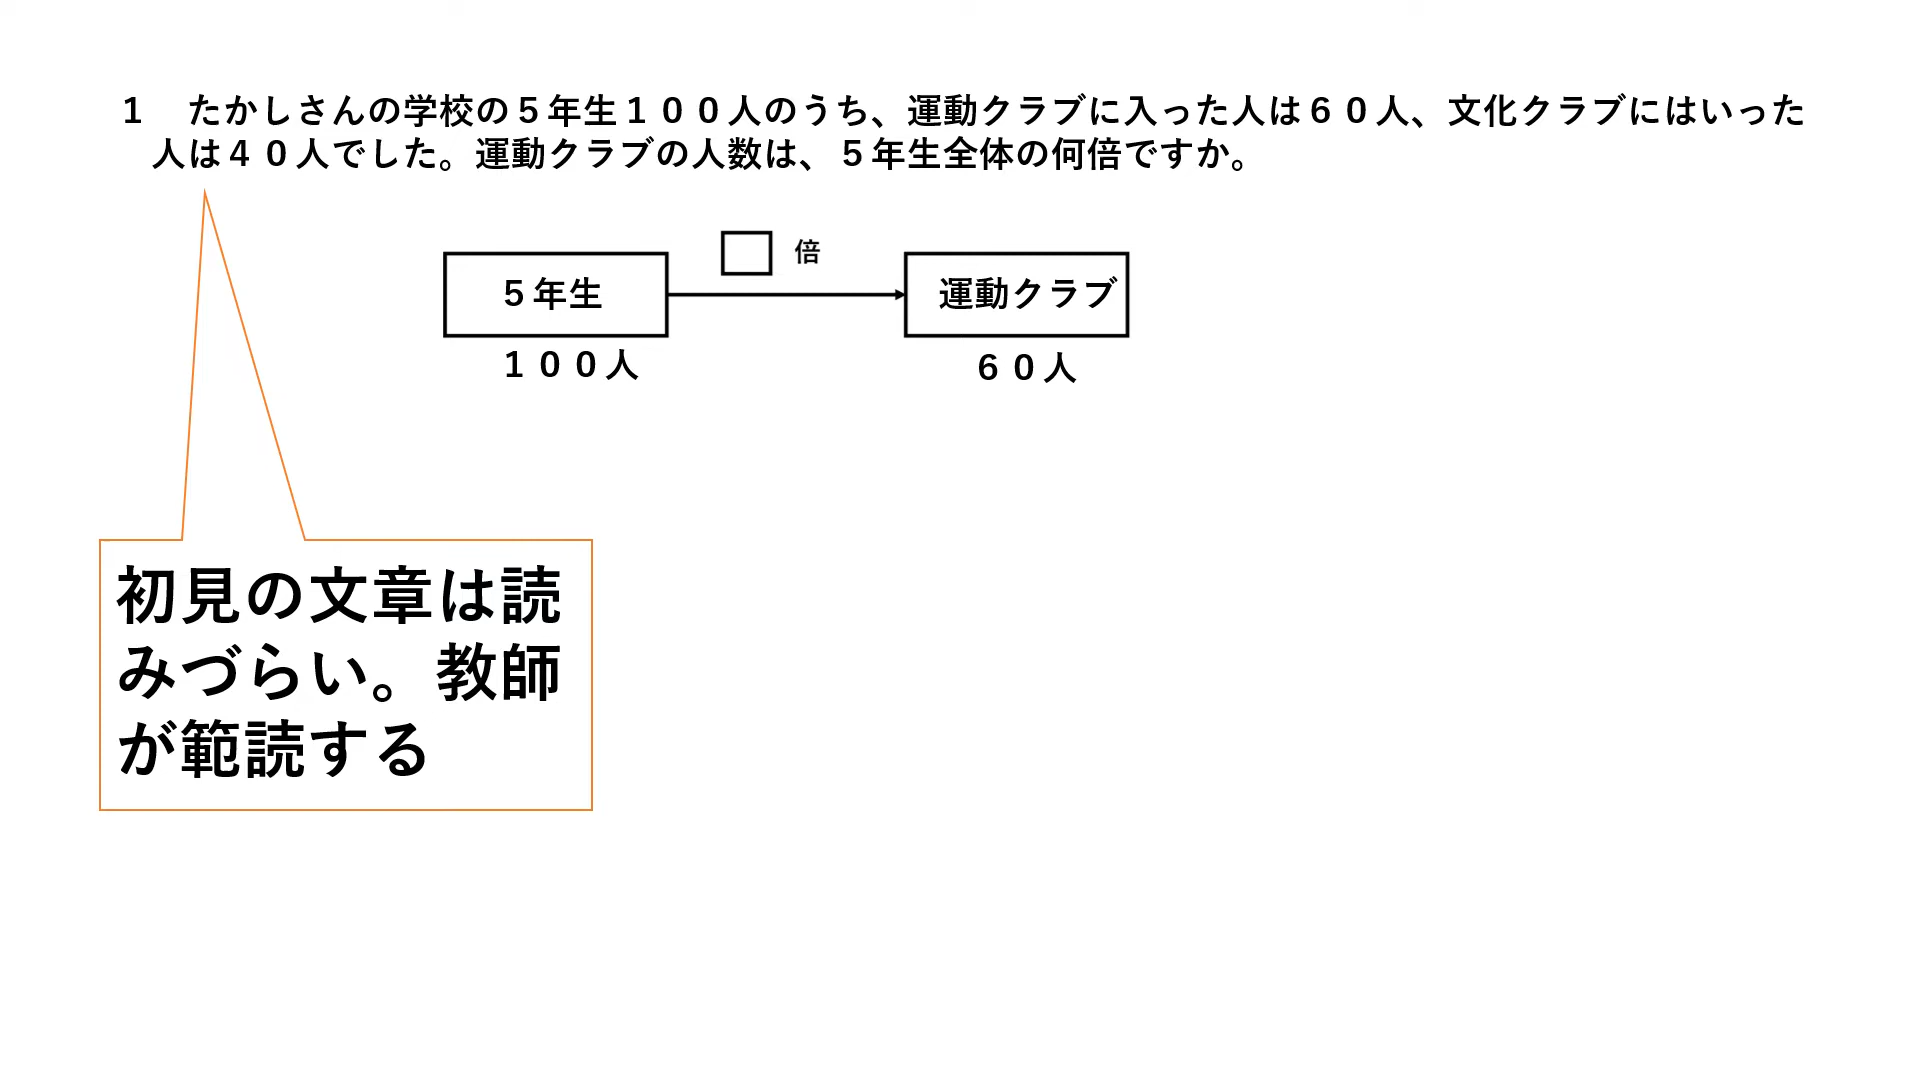 １　たかしさんの学校の５年生１００人のうち、運動クラブに入った人は６０人、文化クラブにはいった
人は４０人でした。運動クラブの人数は、５年生全体の何倍ですか。
倍
５年生
運動クラブ
１００人
６０人
初見の文章は読
みづらい。教師
が範読する